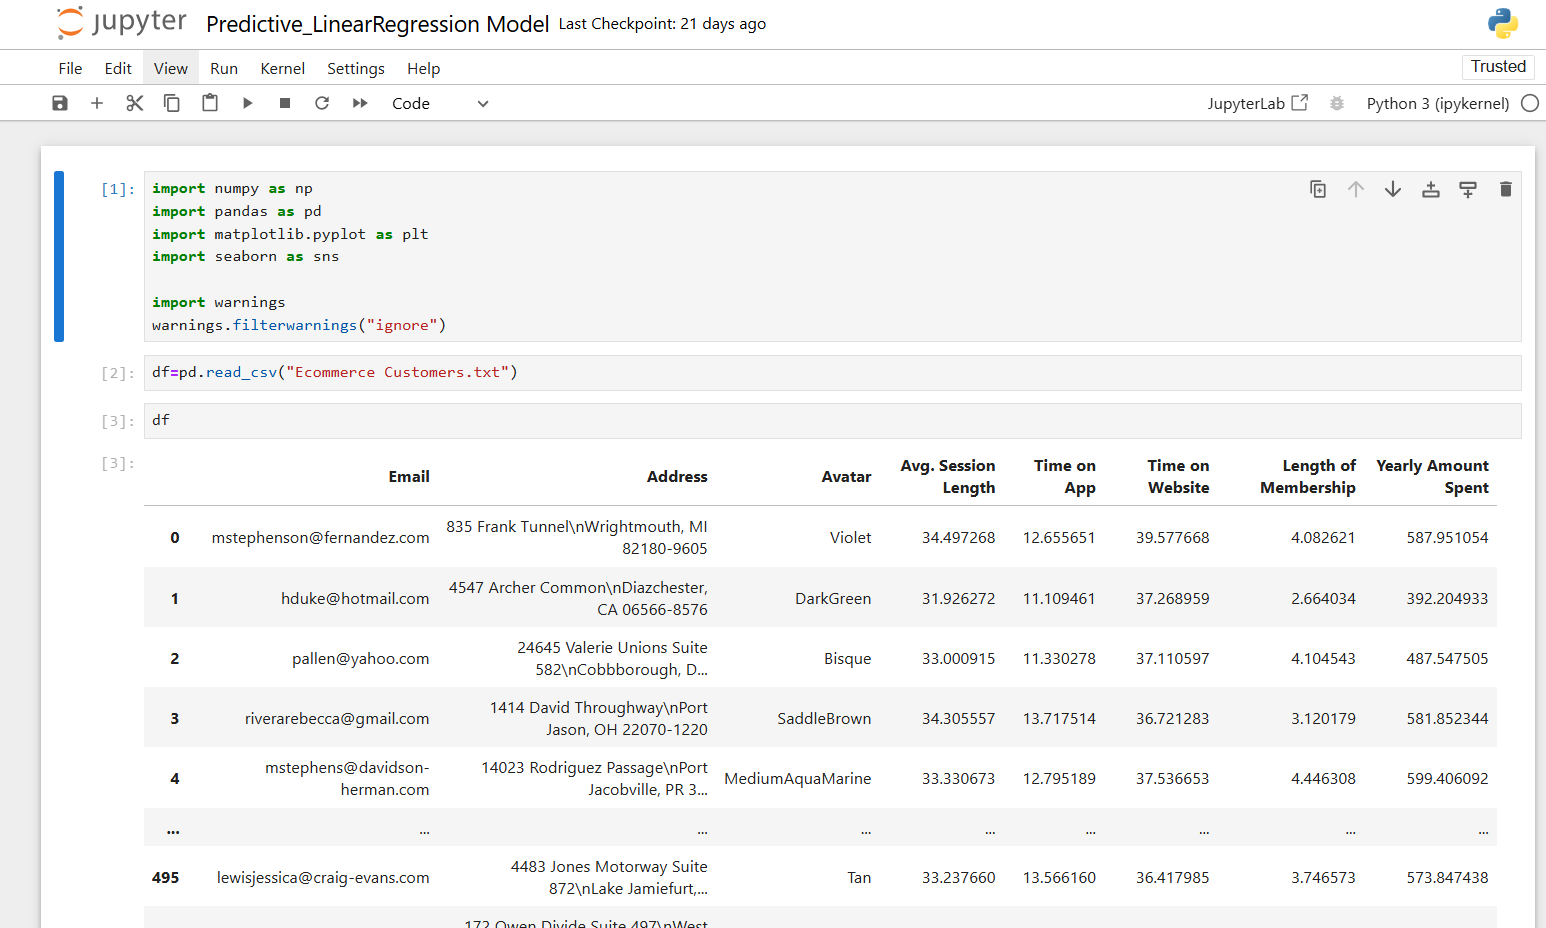 jupyter Predictive_LinearRegression Model Last Checkpoint: 21 days ago
File Edit View Run Kernel Settings Help Trusted
Code JupyterLab Python 3 (ipykernel)
[1]: import numpy as np
import pandas as pd
import matplotlib.pyplot as plt
import seaborn as sns
import warnings
warnings.filterwarnings("ignore")
[2]: df=pd.read_csv("Ecommerce Customers.txt")
[3]: df
[3]:
Email Address Avatar Avg. Session Length Time on App Time on Website Length of Membership Yearly Amount Spent
0 mstephenson@fernandez.com 835 Frank Tunnel\nWrightmouth, MI 82180-9605 Violet 34.497268 12.655651 39.577668 4.082621 587.951054
1 hduke@hotmail.com 4547 Archer Common\nDiazchester, CA 06566-8576 DarkGreen 31.926272 11.109461 37.268959 2.664034 392.204933
2 pallen@yahoo.com 24645 Valerie Unions Suite 582\nCobbborough, D... Bisque 33.000915 11.330278 37.110597 4.104543 487.547505
3 riverarebecca@gmail.com 1414 David Throughway\nPort Jason, OH 22070-1220 SaddleBrown 34.305557 13.717514 36.721283 3.120179 581.852344
4 mstephens@davidson-herman.com 14023 Rodriguez Passage\nPort Jacobville, PR 3... MediumAquaMarine 33.330673 12.795189 37.536653 4.446308 599.406092
... ... ... ... ... ... ... ... ...
495 lewisjessica@craig-evans.com 4483 Jones Motorway Suite 872\nLake Jamiefurt,... Tan 33.237660 13.566160 36.417985 3.746573 573.847438
172 Owen Divide Suite 497\nWest